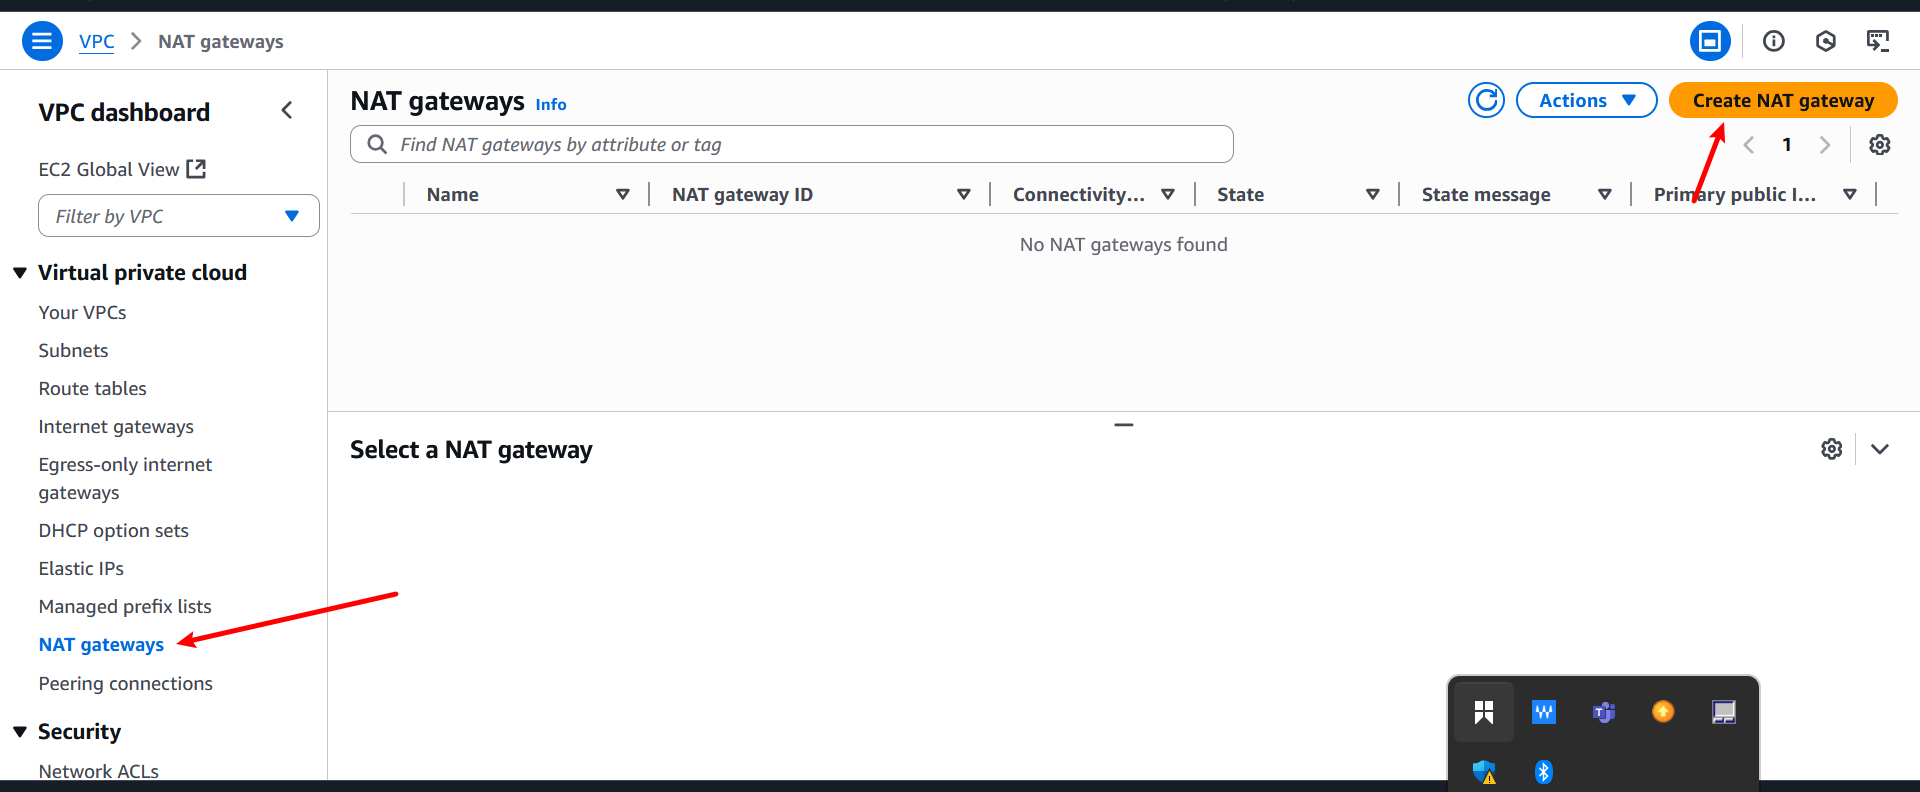 VPC > NAT gateways
VPC dashboard
EC2 Global View
Filter by VPC
Virtual private cloud
Your VPCs
Subnets
Route tables
Internet gateways
Egress-only internet
gateways
DHCP option sets
Elastic IPs
Managed prefix lists
NAT gateways
Peering connections
Security
Network ACLs
NAT gateways Info
Actions
Create NAT gateway
Find NAT gateways by attribute or tag
1
Name
NAT gateway ID
Connectivity...
State
State message
Primary public I...
No NAT gateways found
Select a NAT gateway